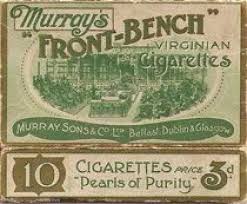 Murray's
"FRONT-BENCH"
VIRGINIAN
Cigarettes
MURRAY SONS & CO. LTD Belfast, Dublin & Glasgow
10 CIGARETTES PRICE 3d
"Pearls of Purity"